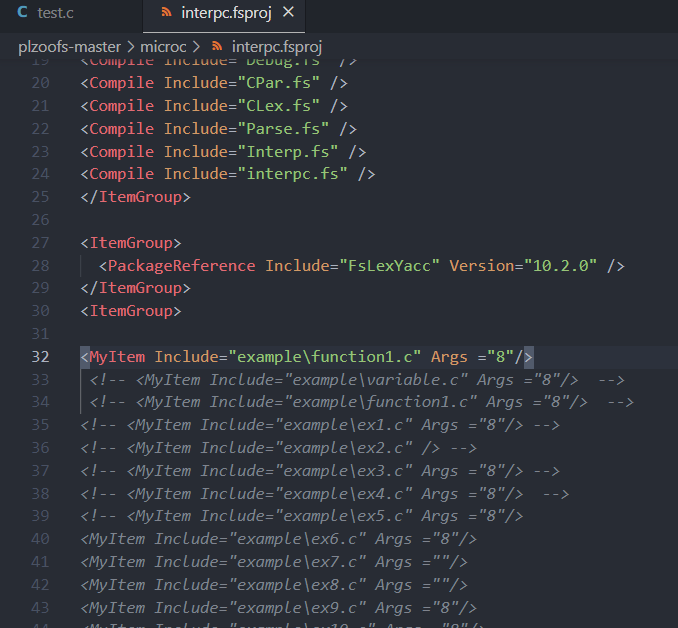 C test.c
interpc.fsproj ×
plzoofs-master > microc > interpc.fsproj
19 <Compile Include="Debug.fs" />
20 <Compile Include="CPar.fs" />
21 <Compile Include="CLex.fs" />
22 <Compile Include="Parse.fs" />
23 <Compile Include="Interp.fs" />
24 <Compile Include="interpc.fs" />
25 </ItemGroup>
26
27 <ItemGroup>
28 <PackageReference Include="FsLexYacc" Version="10.2.0" />
29 </ItemGroup>
30 <ItemGroup>
31
32 <MyItem Include="example\function1.c" Args ="8"/>
33 <!-- <MyItem Include="example\variable.c" Args ="8"/>  -->
34 <!-- <MyItem Include="example\function1.c" Args ="8"/>  -->
35 <!-- <MyItem Include="example\ex1.c" Args ="8"/> -->
36 <!-- <MyItem Include="example\ex2.c" /> -->
37 <!-- <MyItem Include="example\ex3.c" Args ="8"/> -->
38 <!-- <MyItem Include="example\ex4.c" Args ="8"/>  -->
39 <!-- <MyItem Include="example\ex5.c" Args ="8"/>
40 <MyItem Include="example\ex6.c" Args ="8"/>
41 <MyItem Include="example\ex7.c" Args =""/>
42 <MyItem Include="example\ex8.c" Args =""/>
43 <MyItem Include="example\ex9.c" Args ="8"/>
44 <MyItem Include="example\ex10.c" Args ="8"/>